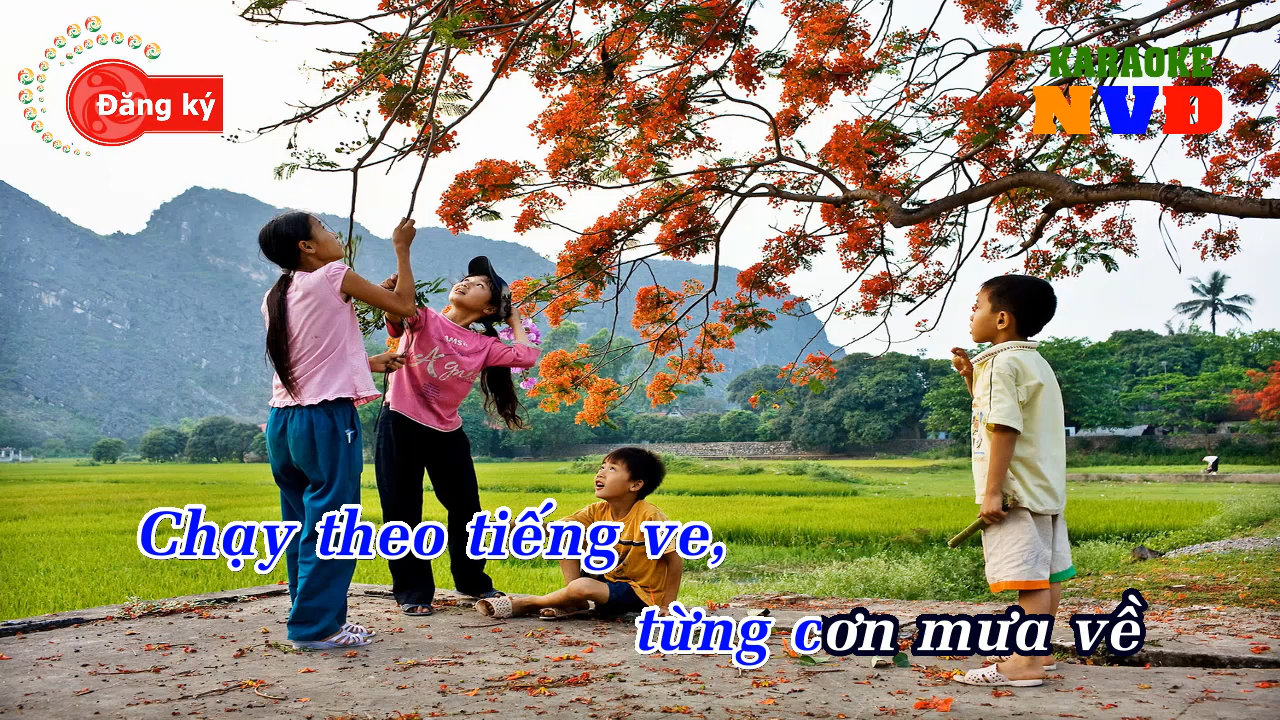 Đăng ký
KARAOKE
NVD
Chạy theo tiếng ve,
từng cơn mưa về